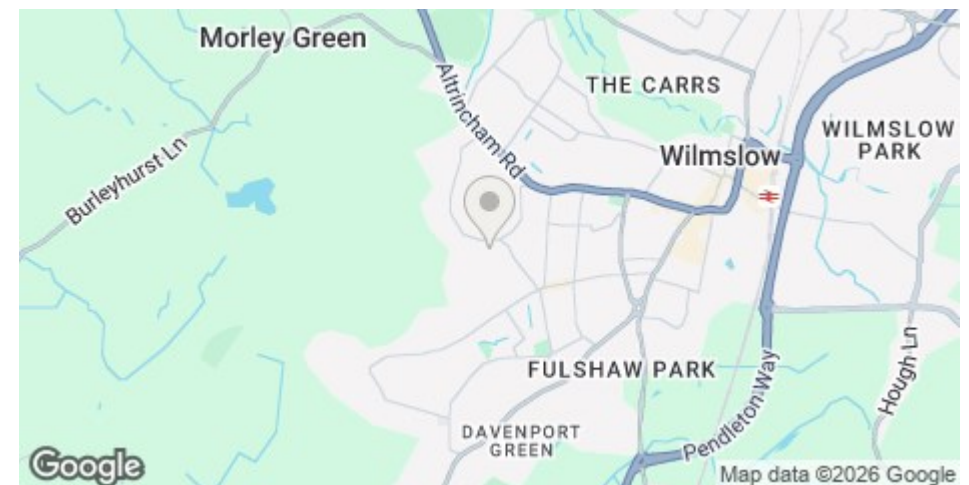 Morley Green
Altrincham Rd
THE CARRS
WILMSLOW
PARK
Wilmslow
Burleyhurst Ln
FULSHAW PARK
Hough Ln
Pendleton Way
DAVENPORT
GREEN
Google
Map data ©2026 Google